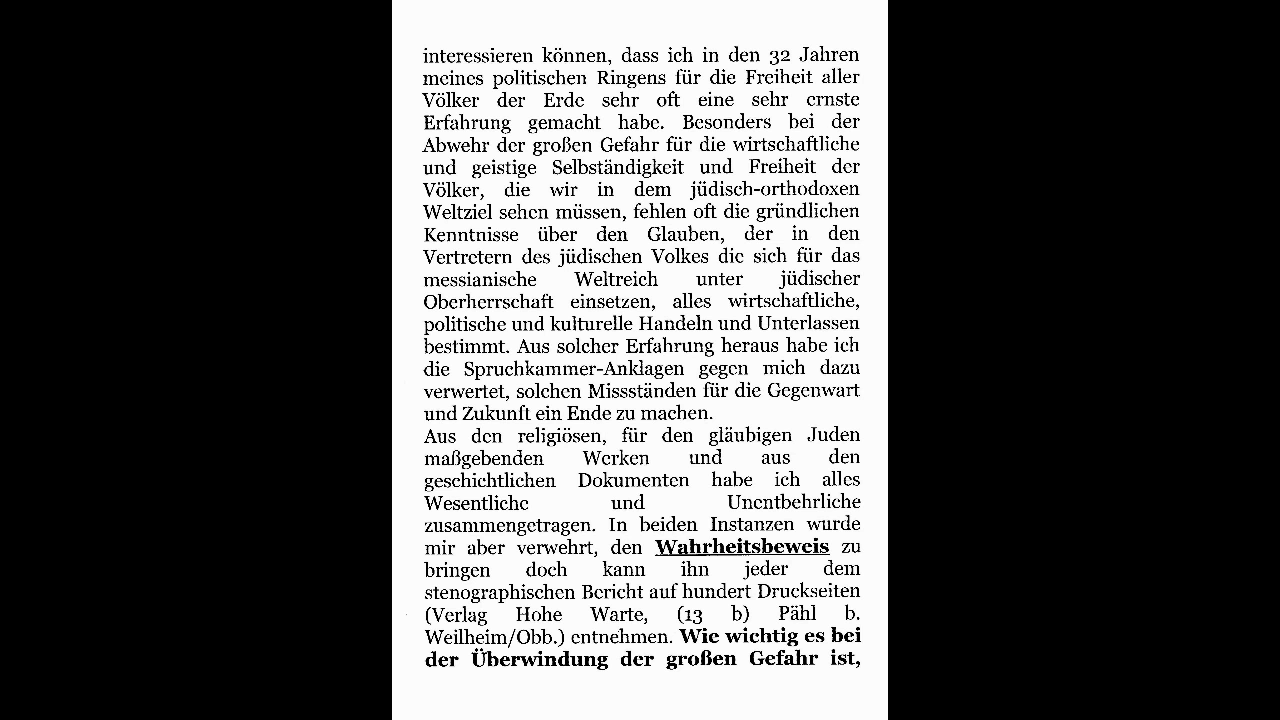 interessieren können, dass ich in den 32 Jahren
meines politischen Ringens für die Freiheit aller
Völker der Erde sehr oft eine sehr ernste
Erfahrung gemacht habe. Besonders bei der
Abwehr der großen Gefahr für die wirtschaftliche
und geistige Selbständigkeit und Freiheit der
Völker, die wir in dem jüdisch-orthodoxen
Weltziel sehen müssen, fehlen oft die gründlichen
Kenntnisse über den Glauben, der in den
Vertretern des jüdischen Volkes die sich für das
messianische Weltreich unter jüdischer
Oberherrschaft einsetzen, alles wirtschaftliche,
politische und kulturelle Handeln und Unterlassen
bestimmt. Aus solcher Erfahrung heraus habe ich
die Spruchkammer-Anklagen gegen mich dazu
verwertet, solchen Missständen für die Gegenwart
und Zukunft ein Ende zu machen.
Aus den religiösen, für den gläubigen Juden
maßgebenden Werken und aus den
geschichtlichen Dokumenten habe ich alles
Wesentliche und Unentbehrliche
zusammengetragen. In beiden Instanzen wurde
mir aber verwehrt, den Wahrheitsbeweis zu
bringen doch kann ihn jeder dem
stenographischen Bericht auf hundert Druckseiten
(Verlag Hohe Warte, (13 b) Pähl b.
Weilheim/Obb.) entnehmen. Wie wichtig es bei
der Überwindung der großen Gefahr ist,